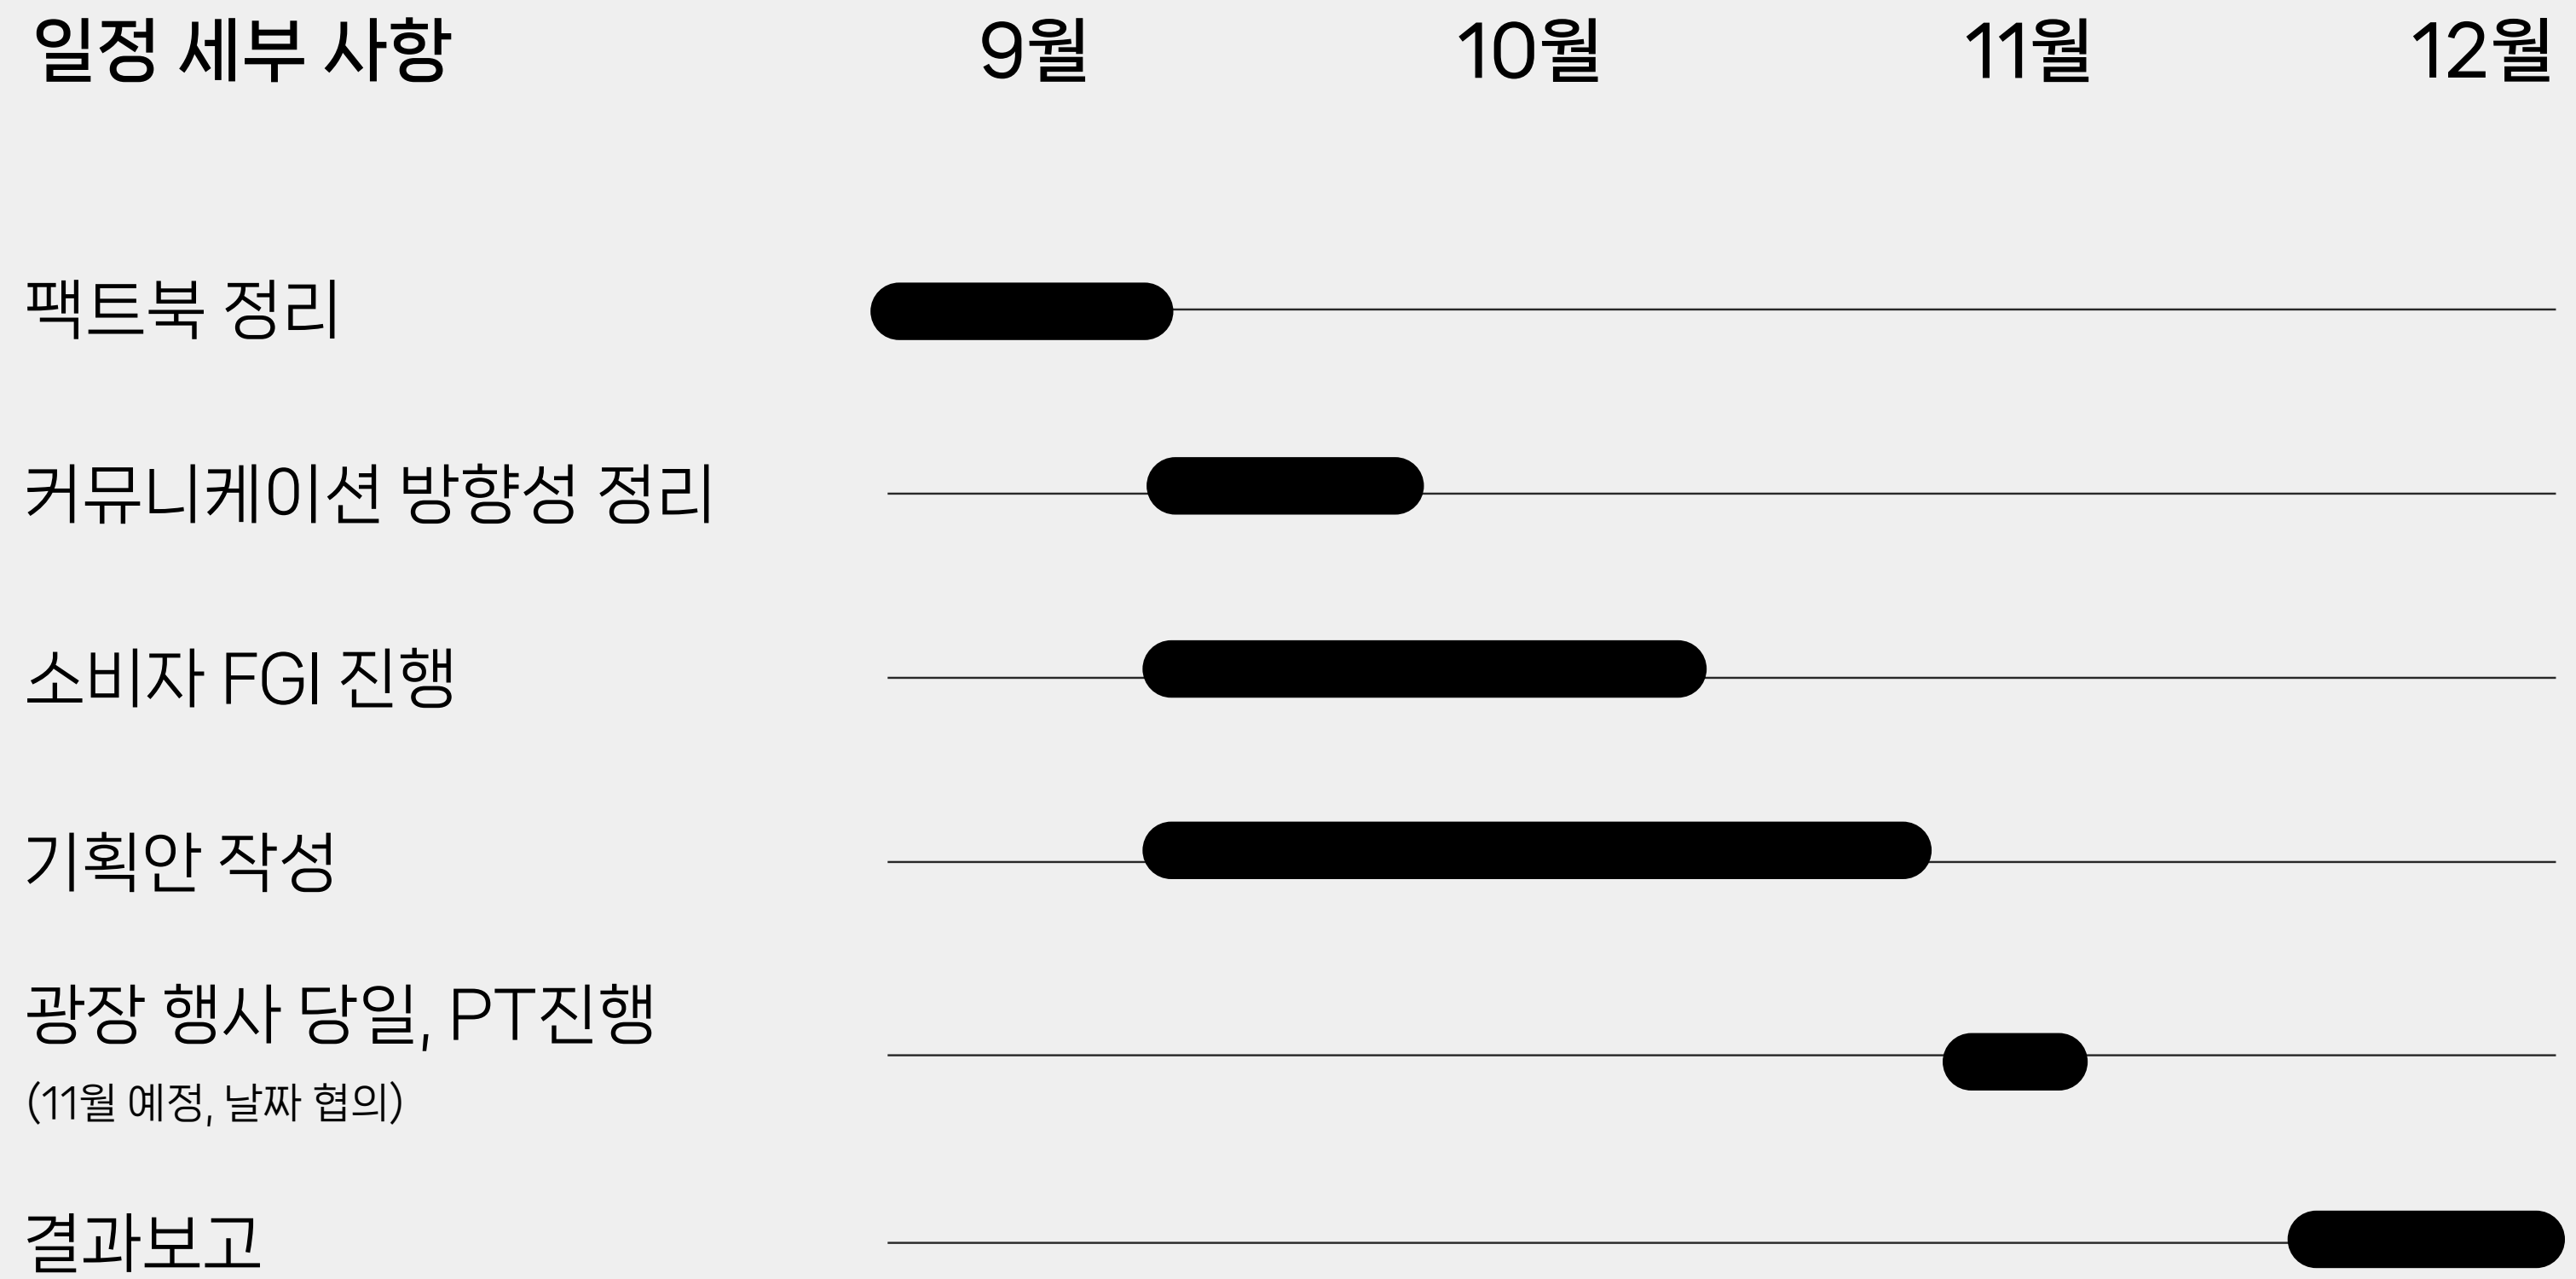 일정 세부 사항 9월 10월 11월 12월
팩트북 정리
커뮤니케이션 방향성 정리
소비자 FGI 진행
기획안 작성
광장 행사 당일, PT진행
(11월 예정, 날짜 협의)
결과보고